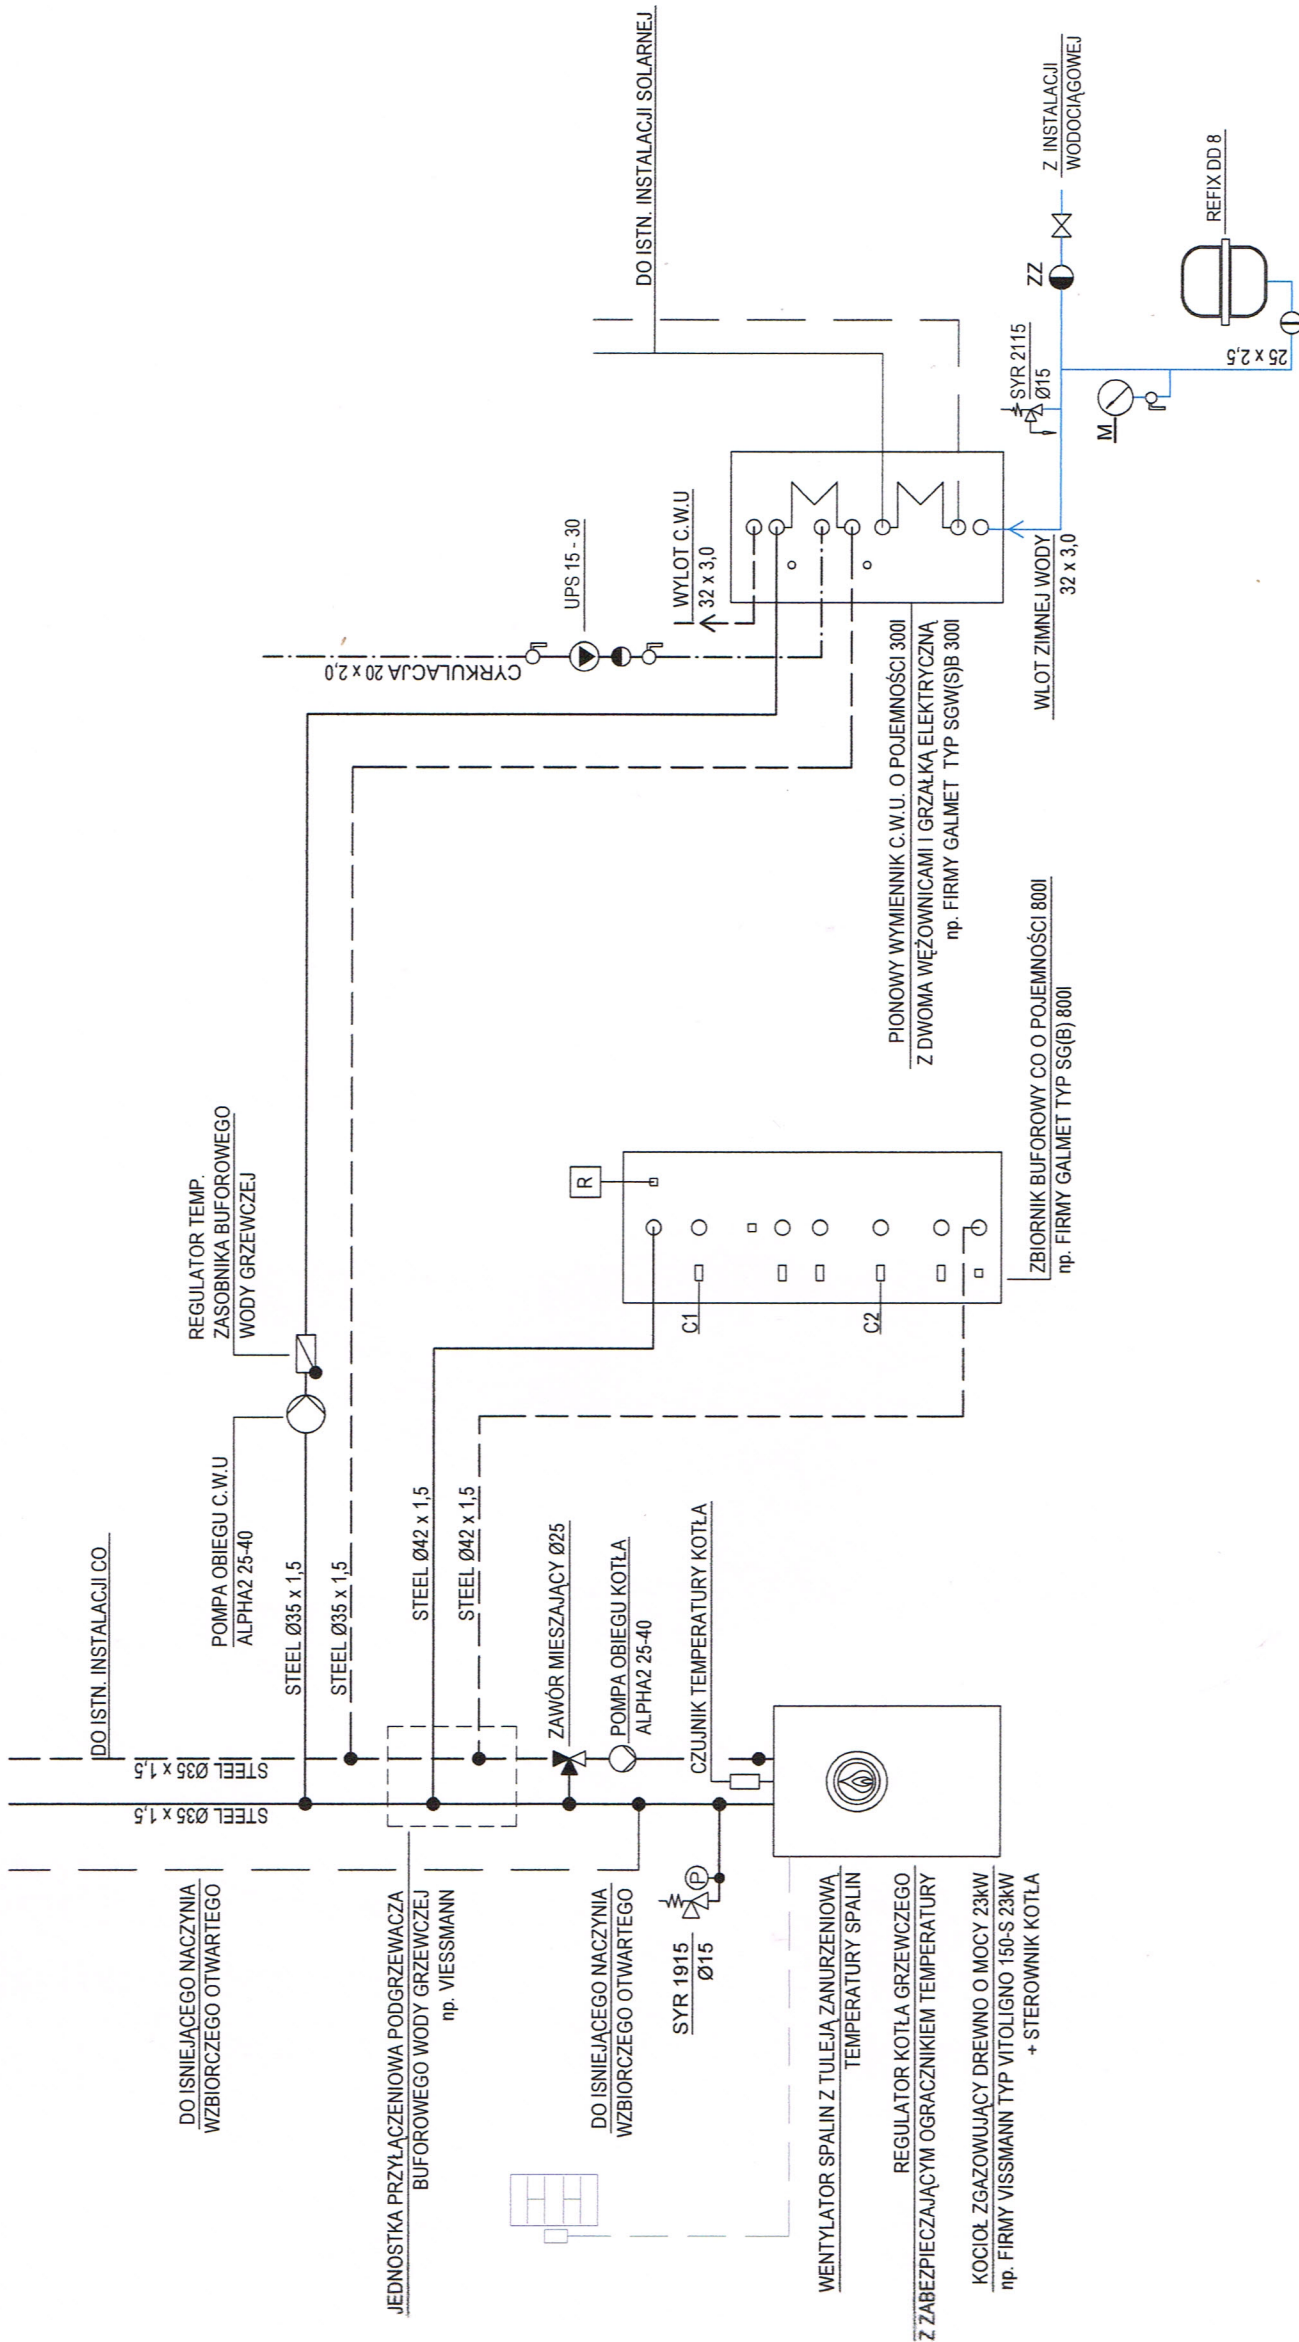 DO ISTN. INSTALACJI SOLARNEJ
Z INSTALACJI
WODOCIĄGOWEJ
REFIX DD 8
ZZ
SYR 2115
Ø15
25 x 2,5
M
WYLOT C.W.U
32 x 3,0
UPS 15 - 30
CYRKULACJA 20 x 2,0
WLOT ZIMNEJ WODY
32 x 3,0
PIONOWY WYMIENNIK C.W.U. O POJEMNOŚCI 300l
Z DWOMA WĘŻOWNICAMI I GRZAŁKĄ ELEKTRYCZNĄ
np. FIRMY GALMET TYP SGW(S)B 300l
REGULATOR TEMP.
ZASOBNIKA BUFOROWEGO
WODY GRZEWCZEJ
R
C1
C2
ZBIORNIK BUFOROWY CO O POJEMNOŚCI 800l
np. FIRMY GALMET TYP SG(B) 800l
POMPA OBIEGU C.W.U
ALPHA2 25-40
DO ISTN. INSTALACJI CO
STEEL Ø35 x 1,5
STEEL Ø35 x 1,5
STEEL Ø42 x 1,5
STEEL Ø42 x 1,5
ZAWÓR MIESZAJĄCY Ø25
POMPA OBIEGU KOTŁA
ALPHA2 25-40
CZUJNIK TEMPERATURY KOTŁA
STEEL Ø35 x 1,5
STEEL Ø35 x 1,5
DO ISNIEJĄCEGO NACZYNIA
WZBIORCZEGO OTWARTEGO
JEDNOSTKA PRZYŁĄCZENIOWA PODGRZEWACZA
BUFOROWEGO WODY GRZEWCZEJ
np. VIESSMANN
DO ISNIEJĄCEGO NACZYNIA
WZBIORCZEGO OTWARTEGO
P
SYR 1915
Ø15
WENTYLATOR SPALIN Z TULEJĄ ZANURZENIOWĄ
TEMPERATURY SPALIN
REGULATOR KOTŁA GRZEWCZEGO
Z ZABEZPIECZAJĄCYM OGRACZNIKIEM TEMPERATURY
KOCIOŁ ZGAZOWUJĄCY DREWNO O MOCY 23kW
np. FIRMY VISSMANN TYP VITOLIGNO 150-S 23kW
+ STEROWNIK KOTŁA